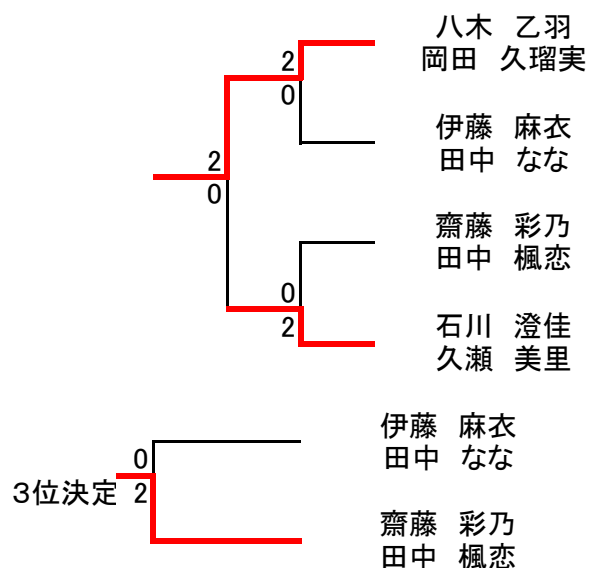 八木 乙羽
2
岡田 久瑠実
0
伊藤 麻衣
2
田中 なな
0
齋藤 彩乃
田中 楓恋
0
2
石川 澄佳
久瀬 美里
伊藤 麻衣
0
田中 なな
3位決定 2
齋藤 彩乃
田中 楓恋